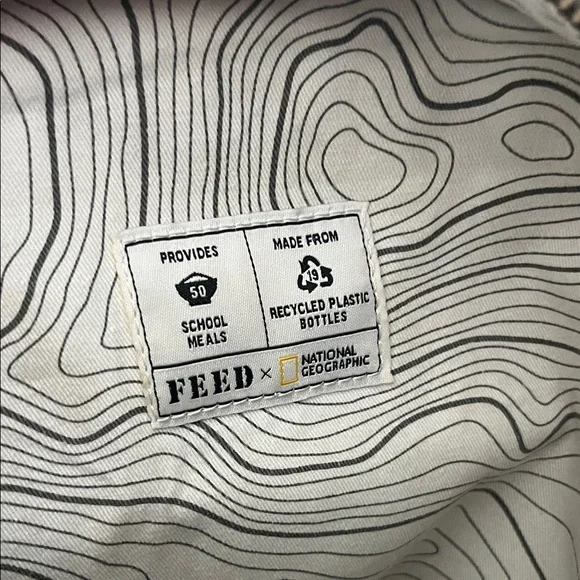 PROVIDES
50
SCHOOL
MEALS
MADE FROM
19
RECYCLED PLASTIC
BOTTLES
FEED × NATIONAL
GEOGRAPHIC